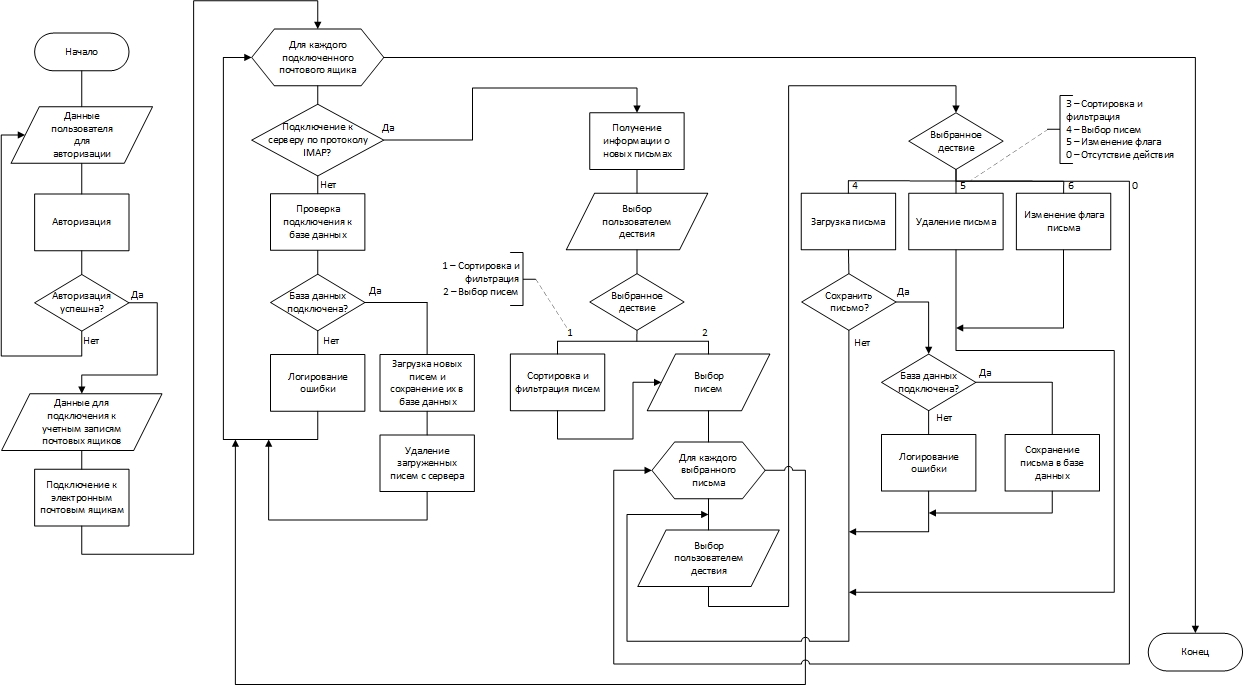 Начало
Данные
пользователя
для
авторизации
Авторизация
Авторизация
успешна?
Да
Нет
Данные для
подключения к
учетным записям
почтовых ящиков
Подключение к
электронным
почтовым ящикам
Для каждого
подключенного
почтового ящика
Подключение к
серверу по протоколу
IMAP?
Да
Нет
Проверка
подключения к
базе данных
База данных
подключена?
Да
Нет
Логирование
ошибки
Загрузка новых
писем и
сохранение их в
базе данных
Удаление
загруженных
писем с сервера
Получение
информации о
новых письмах
Выбор
пользователем
дествия
1 – Сортировка и
фильтрация
2 – Выбор писем
Выбранное
дествие
1
2
Сортировка и
фильтрация писем
Выбор
писем
Для каждого
выбранного
письма
Выбор
пользователем
дествия
Выбранное
дествие
3 – Сортировка и
фильтрация
4 – Выбор писем
5 – Изменение флага
0 – Отсутствие действия
4
5
6
0
Загрузка письма
Удаление письма
Изменение флага
письма
Сохранить
письмо?
Да
Нет
База данных
подключена?
Да
Нет
Логирование
ошибки
Сохранение
письма в базе
данных
Конец